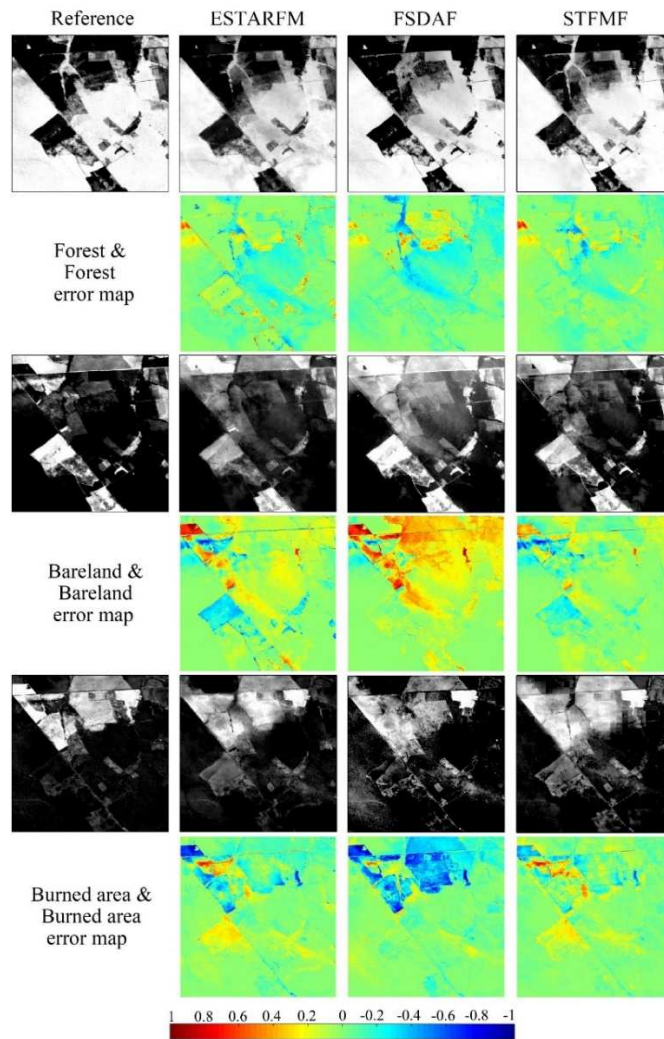 Reference ESTARFM FSDAF STFMF
Forest &
Forest
error map
Bareland &
Bareland
error map
Burned area &
Burned area
error map
1 0.8 0.6 0.4 0.2 0 -0.2 -0.4 -0.6 -0.8 -1